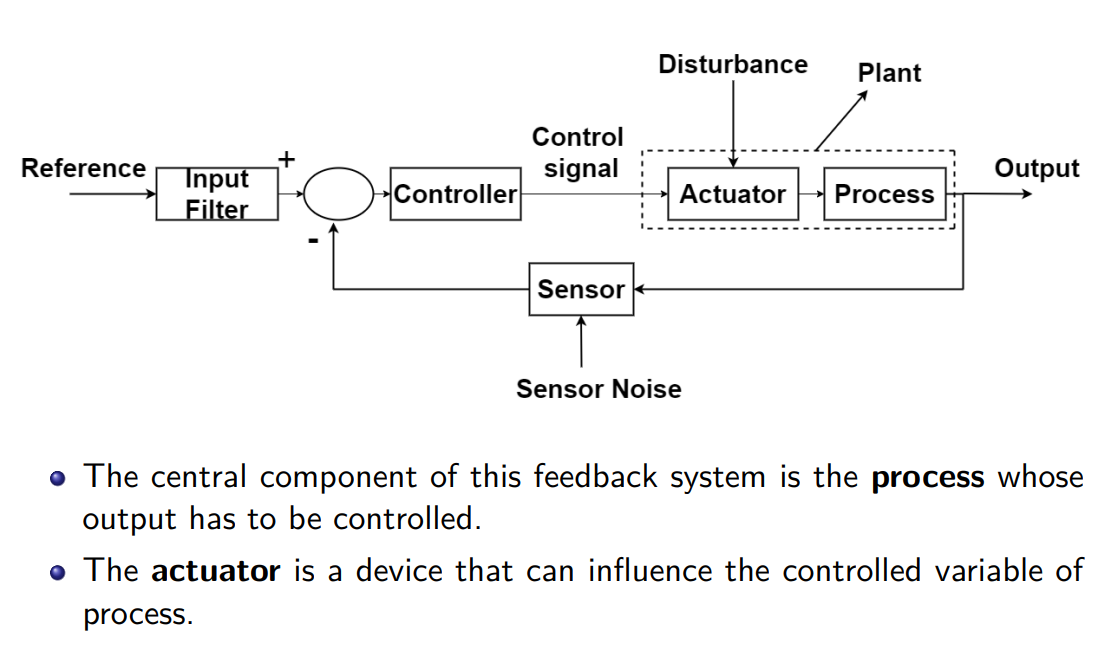 Disturbance
Plant
Reference
Input
Filter
+
-
Controller
Control
signal
Actuator
Process
Output
Sensor
Sensor Noise
The central component of this feedback system is the process whose
output has to be controlled.
The actuator is a device that can influence the controlled variable of
process.